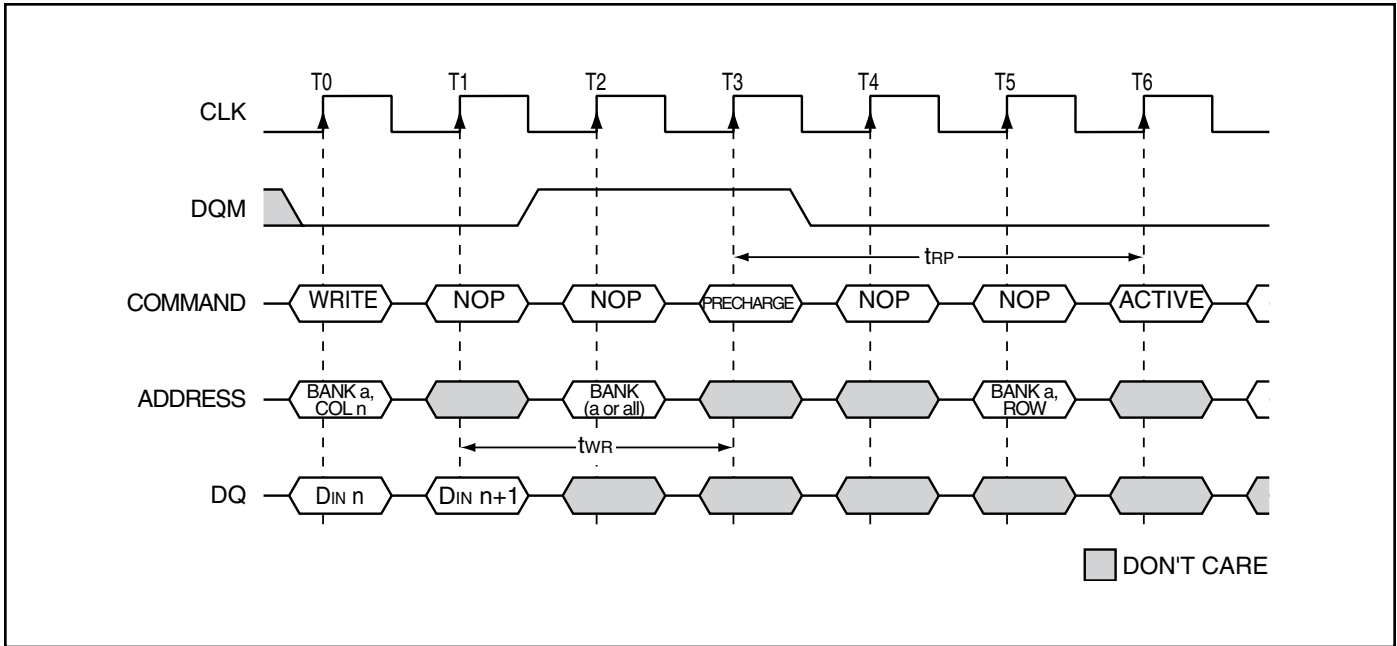 T0 T1 T2 T3 T4 T5 T6
CLK
DQM
tRP
COMMAND WRITE NOP NOP PRECHARGE NOP NOP ACTIVE
ADDRESS BANK a, COL n BANK (a or all) BANK a, ROW
tWR
DQ DIN n DIN n+1
DON'T CARE